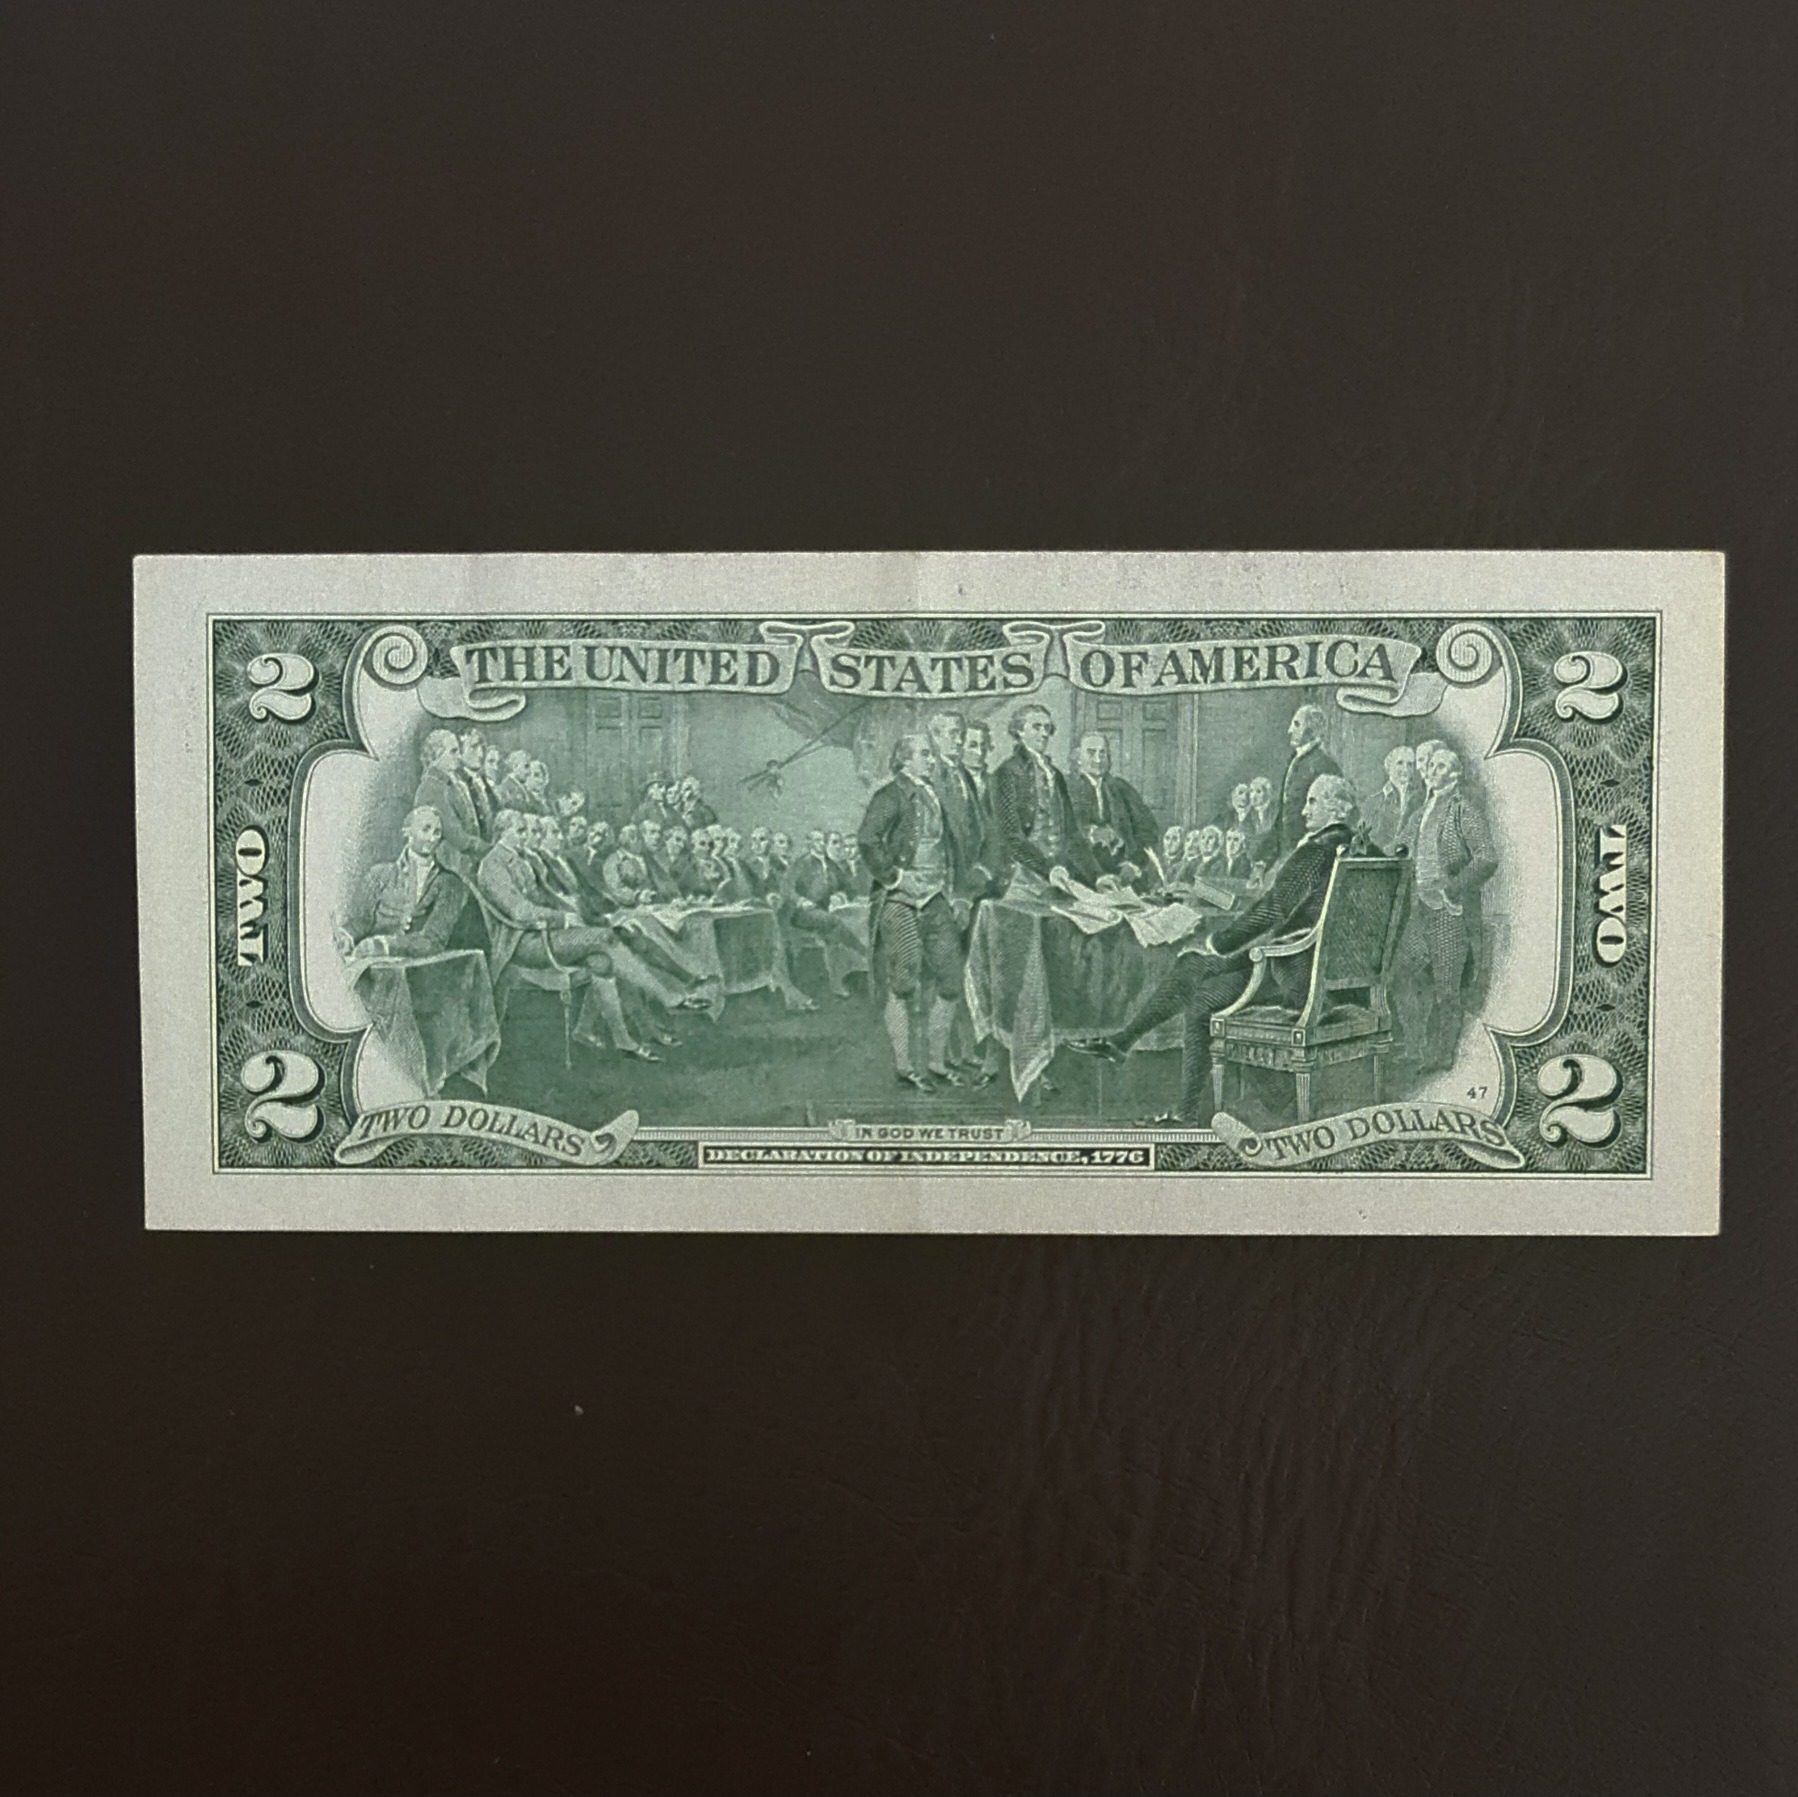 THE UNITED STATES OF AMERICA
2
2
TWO
TWO
2
2
47
TWO DOLLARS
IN GOD WE TRUST
TWO DOLLARS
DECLARATION OF INDEPENDENCE, 1776